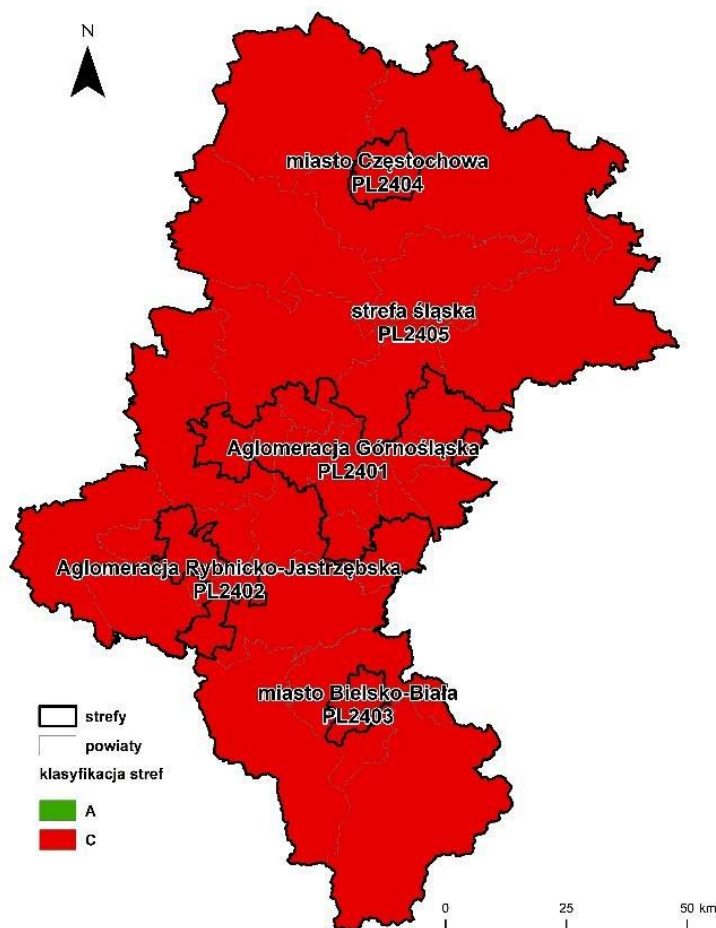 N
miasto Częstochowa
PL2404
strefa śląska
PL2405
Aglomeracja Górnośląska
PL2401
Aglomeracja Rybnicko-Jastrzębska
PL2402
miasto Bielsko-Biała
PL2403
strefy
powiaty
klasyfikacja stref
A
C
0 25 50 km